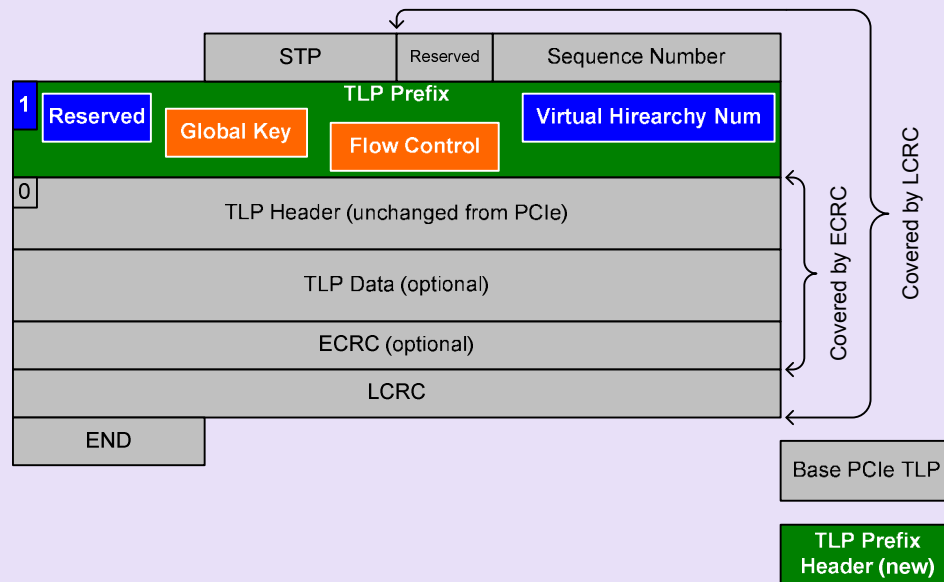 STP
Reserved
Sequence Number
1
TLP Prefix
Reserved
Global Key
Flow Control
Virtual Hirearchy Num
0
TLP Header (unchanged from PCIe)
TLP Data (optional)
ECRC (optional)
LCRC
END
Covered by ECRC
Covered by LCRC
Base PCIe TLP
TLP Prefix
Header (new)